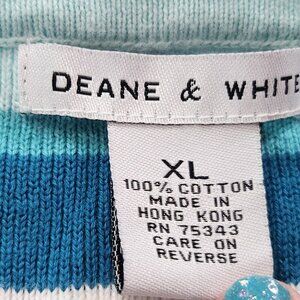 DEANE & WHITE
XL
100% COTTON
MADE IN
HONG KONG
RN 75343
CARE ON
REVERSE